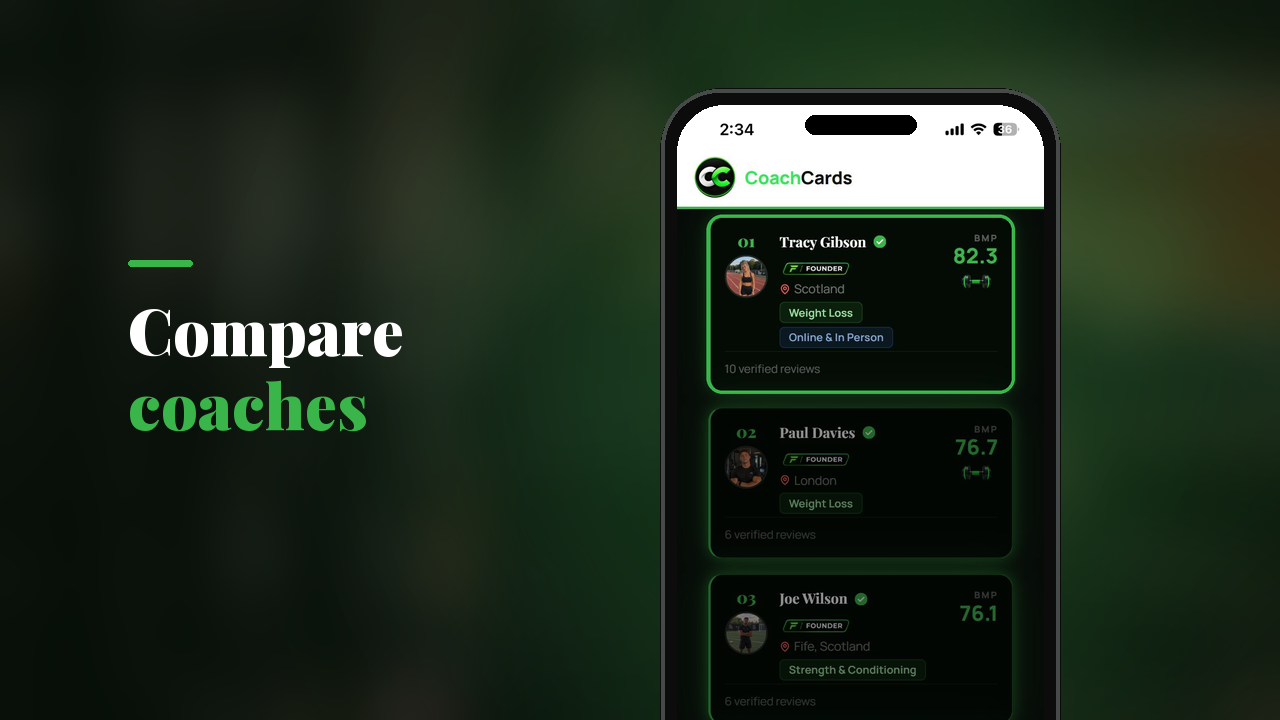 Compare
coaches
2:34
36
CC
CoachCards
01
Tracy Gibson
BMP
82.3
FOUNDER
Scotland
Weight Loss
Online & In Person
10 verified reviews
02
Paul Davies
BMP
76.7
FOUNDER
London
Weight Loss
6 verified reviews
03
Joe Wilson
BMP
76.1
FOUNDER
Fife, Scotland
Strength & Conditioning
6 verified reviews